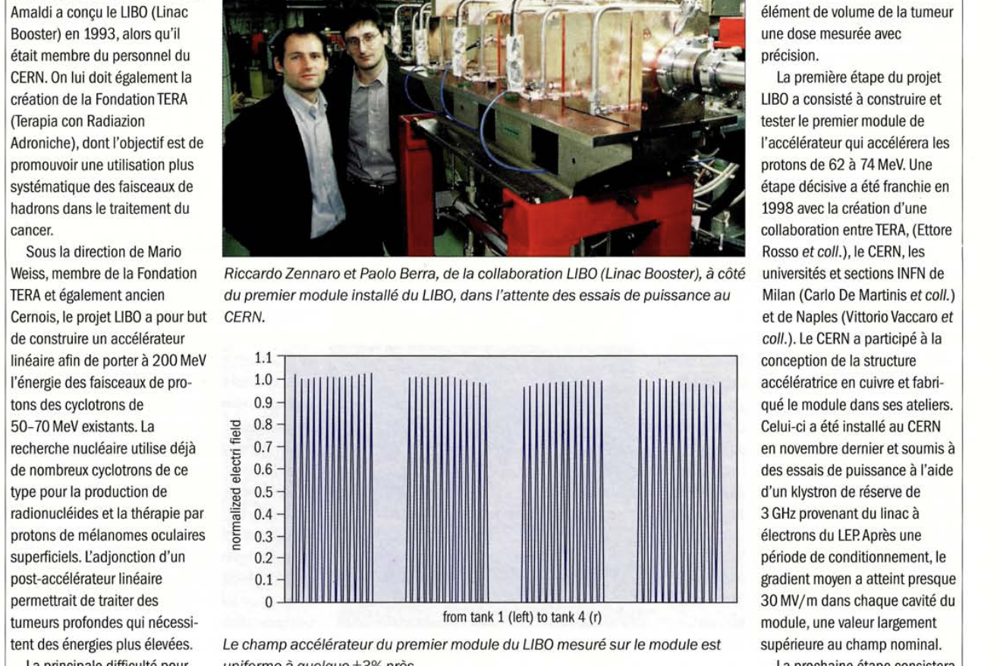 Amaldi a conçu le LIBO (Linac
Booster) en 1993, alors qu'il
était membre du personnel du
CERN. On lui doit également la
création de la Fondation TERA
(Terapia con Radiazion
Adroniche), dont l'objectif est de
promouvoir une utilisation plus
systématique des faisceaux de
hadrons dans le traitement du
cancer.
Sous la direction de Mario
Weiss, membre de la Fondation
TERA et également ancien
Cernois, le projet LIBO a pour but
de construire un accélérateur
linéaire afin de porter à 200 MeV
l'énergie des faisceaux de pro-
tons des cyclotrons de
50–70 MeV existants. La
recherche nucléaire utilise déjà
de nombreux cyclotrons de ce
type pour la production de
radionucléides et la thérapie par
protons de mélanomes oculaires
superficiels. L'adjonction d'un
post-accélérateur linéaire
permettrait de traiter des
tumeurs profondes qui nécessi-
tent des énergies plus élevées.
La principale difficulté pour
Riccardo Zennaro et Paolo Berra, de la collaboration LIBO (Linac Booster), à côté
du premier module installé du LIBO, dans l'attente des essais de puissance au
CERN.
normalized electri field
1.1
1.0
0.9
0.8
0.7
0.6
0.5
0.4
0.3
0.2
0.1
0
from tank 1 (left) to tank 4 (r)
Le champ accélérateur du premier module du LIBO mesuré sur le module est
uniforme à quelque ±3% près.
élément de volume de la tumeur
une dose mesurée avec
précision.
La première étape du projet
LIBO a consisté à construire et
tester le premier module de
l'accélérateur qui accélérera les
protons de 62 à 74 MeV. Une
étape décisive a été franchie en
1998 avec la création d'une
collaboration entre TERA, (Ettore
Rosso et coll.), le CERN, les
universités et sections INFN de
Milan (Carlo De Martinis et coll.)
et de Naples (Vittorio Vaccaro et
coll.). Le CERN a participé à la
conception de la structure
accélératrice en cuivre et fabri-
qué le module dans ses ateliers.
Celui-ci a été installé au CERN
en novembre dernier et soumis à
des essais de puissance à l'aide
d'un klystron de réserve de
3 GHz provenant du linac à
électrons du LEP. Après une
période de conditionnement, le
gradient moyen a atteint presque
30 MV/m dans chaque cavité du
module, une valeur largement
supérieure au champ nominal.
La prochaine étape consistera